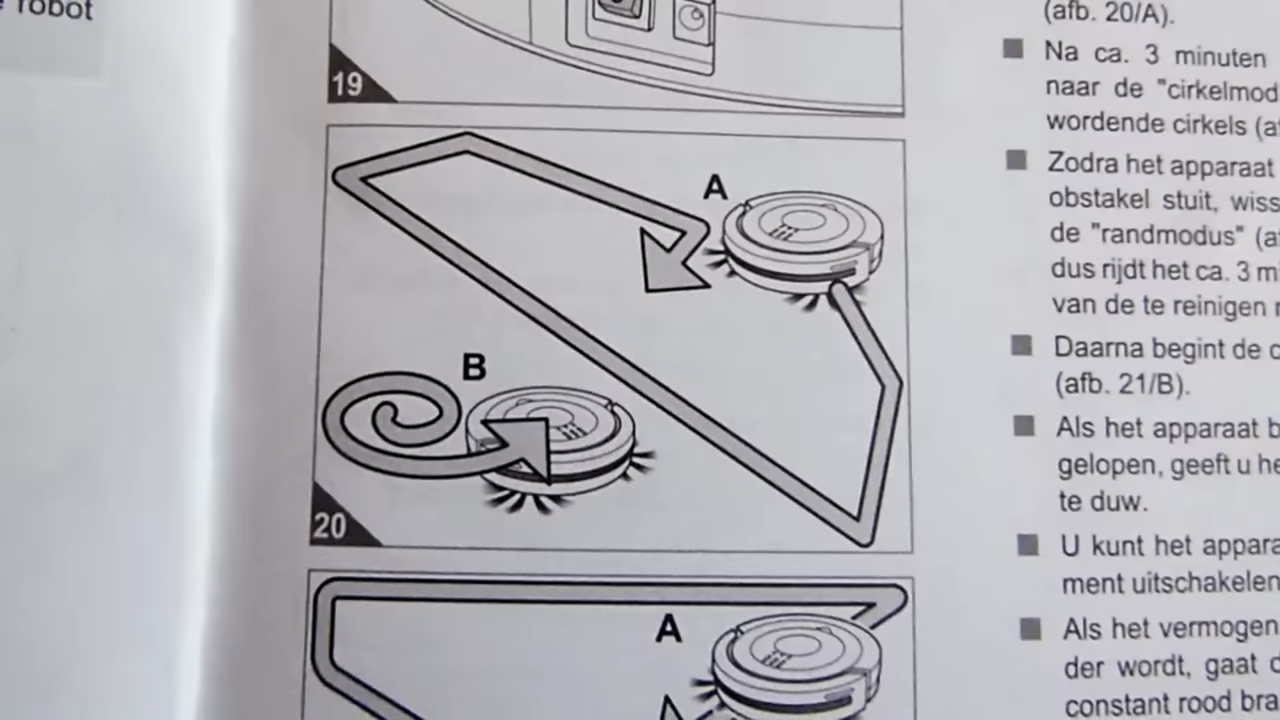 robot
19
A
B
20
A
(afb. 20/A).
Na ca. 3 minuten
naar de "cirkelmod
wordende cirkels (a
Zodra het apparaat
obstakel stuit, wiss
de "randmodus" (a
dus rijdt het ca. 3 m
van de te reinigen
Daarna begint de c
(afb. 21/B).
Als het apparaat b
gelopen, geeft u he
te duw.
U kunt het appara
ment uitschakelen
Als het vermogen
der wordt, gaat d
constant rood bra